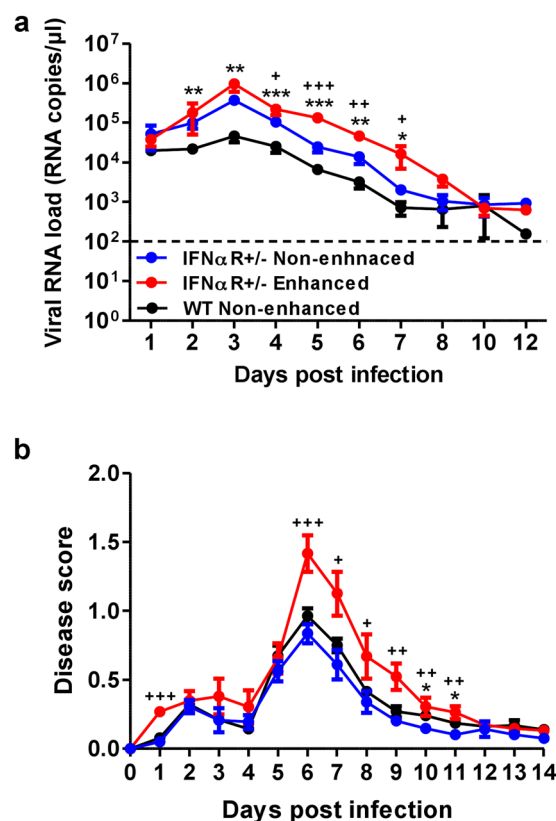 a
Viral RNA load (RNA copies/µl)
10⁷
10⁶
10⁵
10⁴
10³
10²
10¹
10⁰
** ** + *** +++ *** ++ ** + *
IFNα R+/- Non-enhnaced
IFNα R+/- Enhanced
WT Non-enhanced
1 2 3 4 5 6 7 8 10 12
Days post infection
b
Disease score
2.0
1.5
1.0
0.5
0.0
+++ +++ + + ++ ++ * ++ *
0 1 2 3 4 5 6 7 8 9 10 11 12 13 14
Days post infection